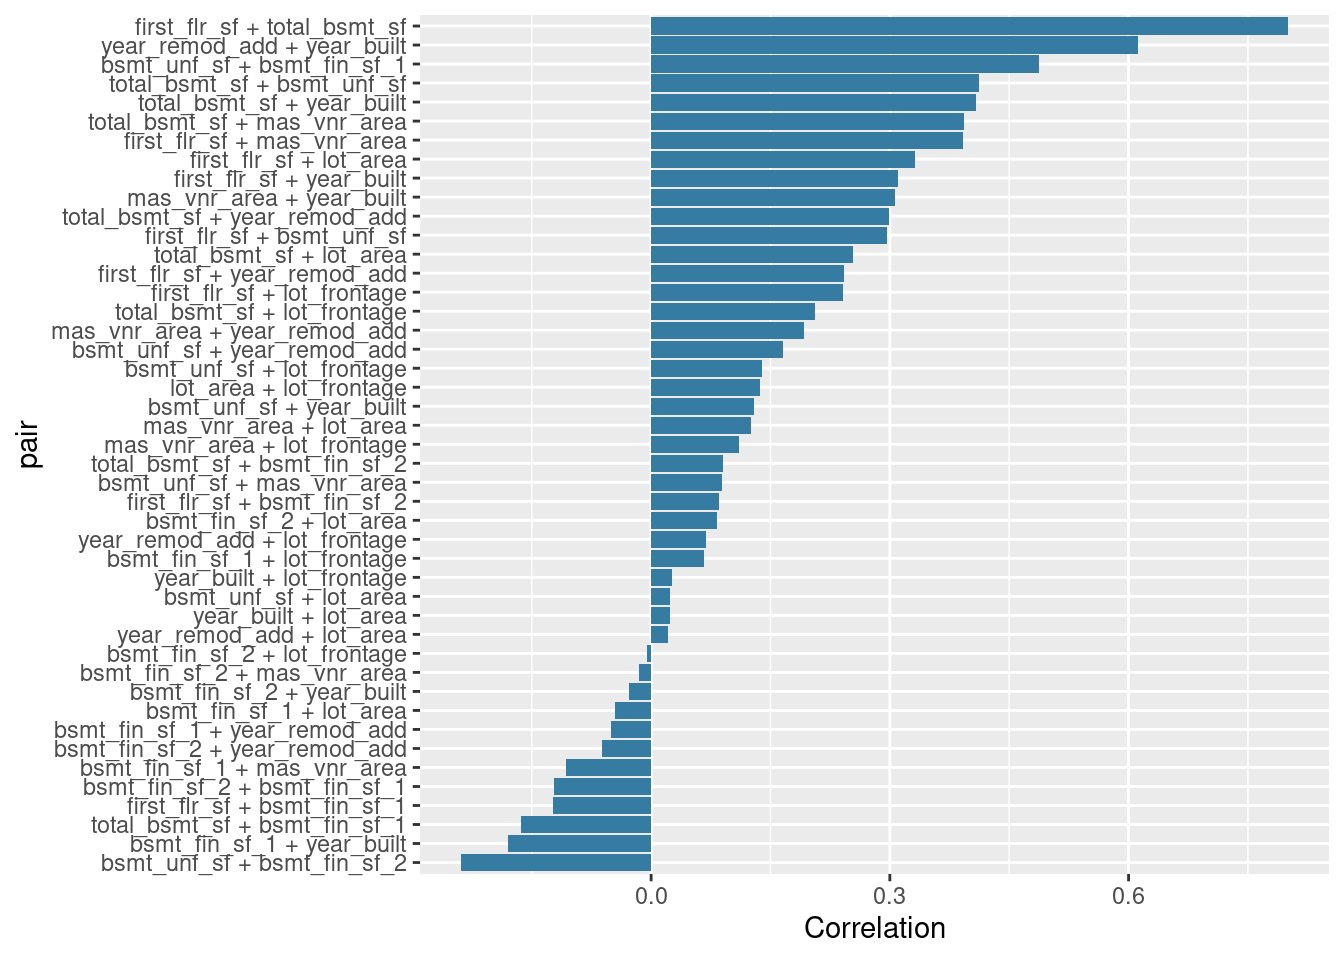 first_flr_sf + total_bsmt_sf
year_remod_add + year_built
bsmt_unf_sf + bsmt_fin_sf_1
total_bsmt_sf + bsmt_unf_sf
total_bsmt_sf + year_built
total_bsmt_sf + mas_vnr_area
first_flr_sf + mas_vnr_area
first_flr_sf + lot_area
first_flr_sf + year_built
mas_vnr_area + year_built
total_bsmt_sf + year_remod_add
first_flr_sf + bsmt_unf_sf
total_bsmt_sf + lot_area
first_flr_sf + year_remod_add
first_flr_sf + lot_frontage
total_bsmt_sf + lot_frontage
mas_vnr_area + year_remod_add
bsmt_unf_sf + year_remod_add
bsmt_unf_sf + lot_frontage
lot_area + lot_frontage
bsmt_unf_sf + year_built
mas_vnr_area + lot_area
mas_vnr_area + lot_frontage
total_bsmt_sf + bsmt_fin_sf_2
bsmt_unf_sf + mas_vnr_area
first_flr_sf + bsmt_fin_sf_2
bsmt_fin_sf_2 + lot_area
year_remod_add + lot_frontage
bsmt_fin_sf_1 + lot_frontage
year_built + lot_frontage
bsmt_unf_sf + lot_area
year_built + lot_area
year_remod_add + lot_area
bsmt_fin_sf_2 + lot_frontage
bsmt_fin_sf_2 + mas_vnr_area
bsmt_fin_sf_2 + year_built
bsmt_fin_sf_1 + lot_area
bsmt_fin_sf_1 + year_remod_add
bsmt_fin_sf_2 + year_remod_add
bsmt_fin_sf_1 + mas_vnr_area
bsmt_fin_sf_2 + bsmt_fin_sf_1
first_flr_sf + bsmt_fin_sf_1
total_bsmt_sf + bsmt_fin_sf_1
bsmt_fin_sf_1 + year_built
bsmt_unf_sf + bsmt_fin_sf_2
pair
0.0 0.3 0.6
Correlation